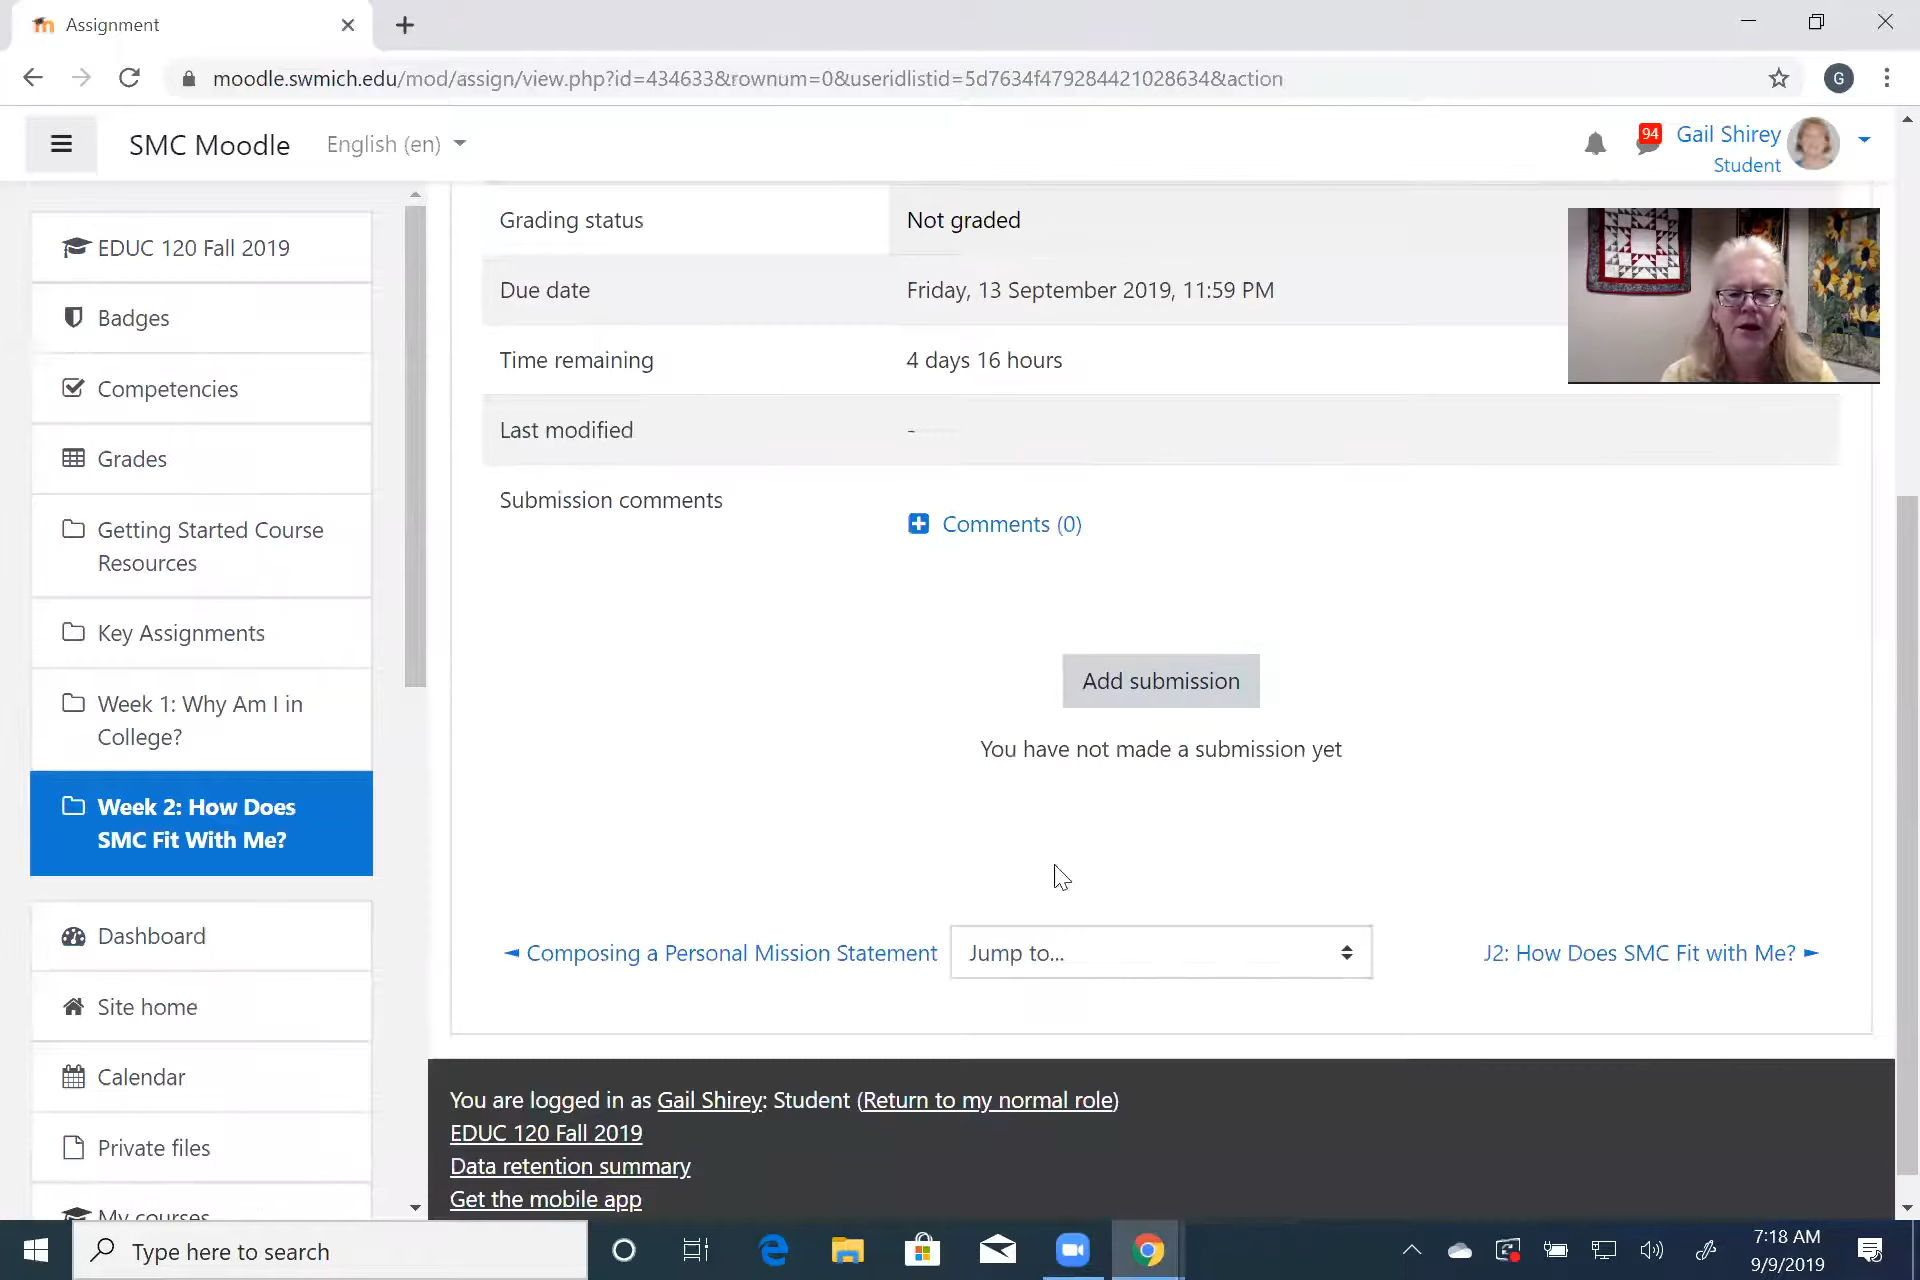 Assignment
moodle.swmich.edu/mod/assign/view.php?id=434633&rownum=0&useridlistid=5d7634f479284421028634&action
G
SMC Moodle
English (en)
94
Gail Shirey
Student
EDUC 120 Fall 2019
Badges
Competencies
Grades
Getting Started Course
Resources
Key Assignments
Week 1: Why Am I in
College?
Week 2: How Does
SMC Fit With Me?
Dashboard
Site home
Calendar
Private files
My courses
Grading status
Not graded
Due date
Friday, 13 September 2019, 11:59 PM
Time remaining
4 days 16 hours
Last modified
-
Submission comments
Comments (0)
Add submission
You have not made a submission yet
◄ Composing a Personal Mission Statement
Jump to...
J2: How Does SMC Fit with Me? ►
You are logged in as Gail Shirey: Student (Return to my normal role)
EDUC 120 Fall 2019
Data retention summary
Get the mobile app
Type here to search
7:18 AM
9/9/2019